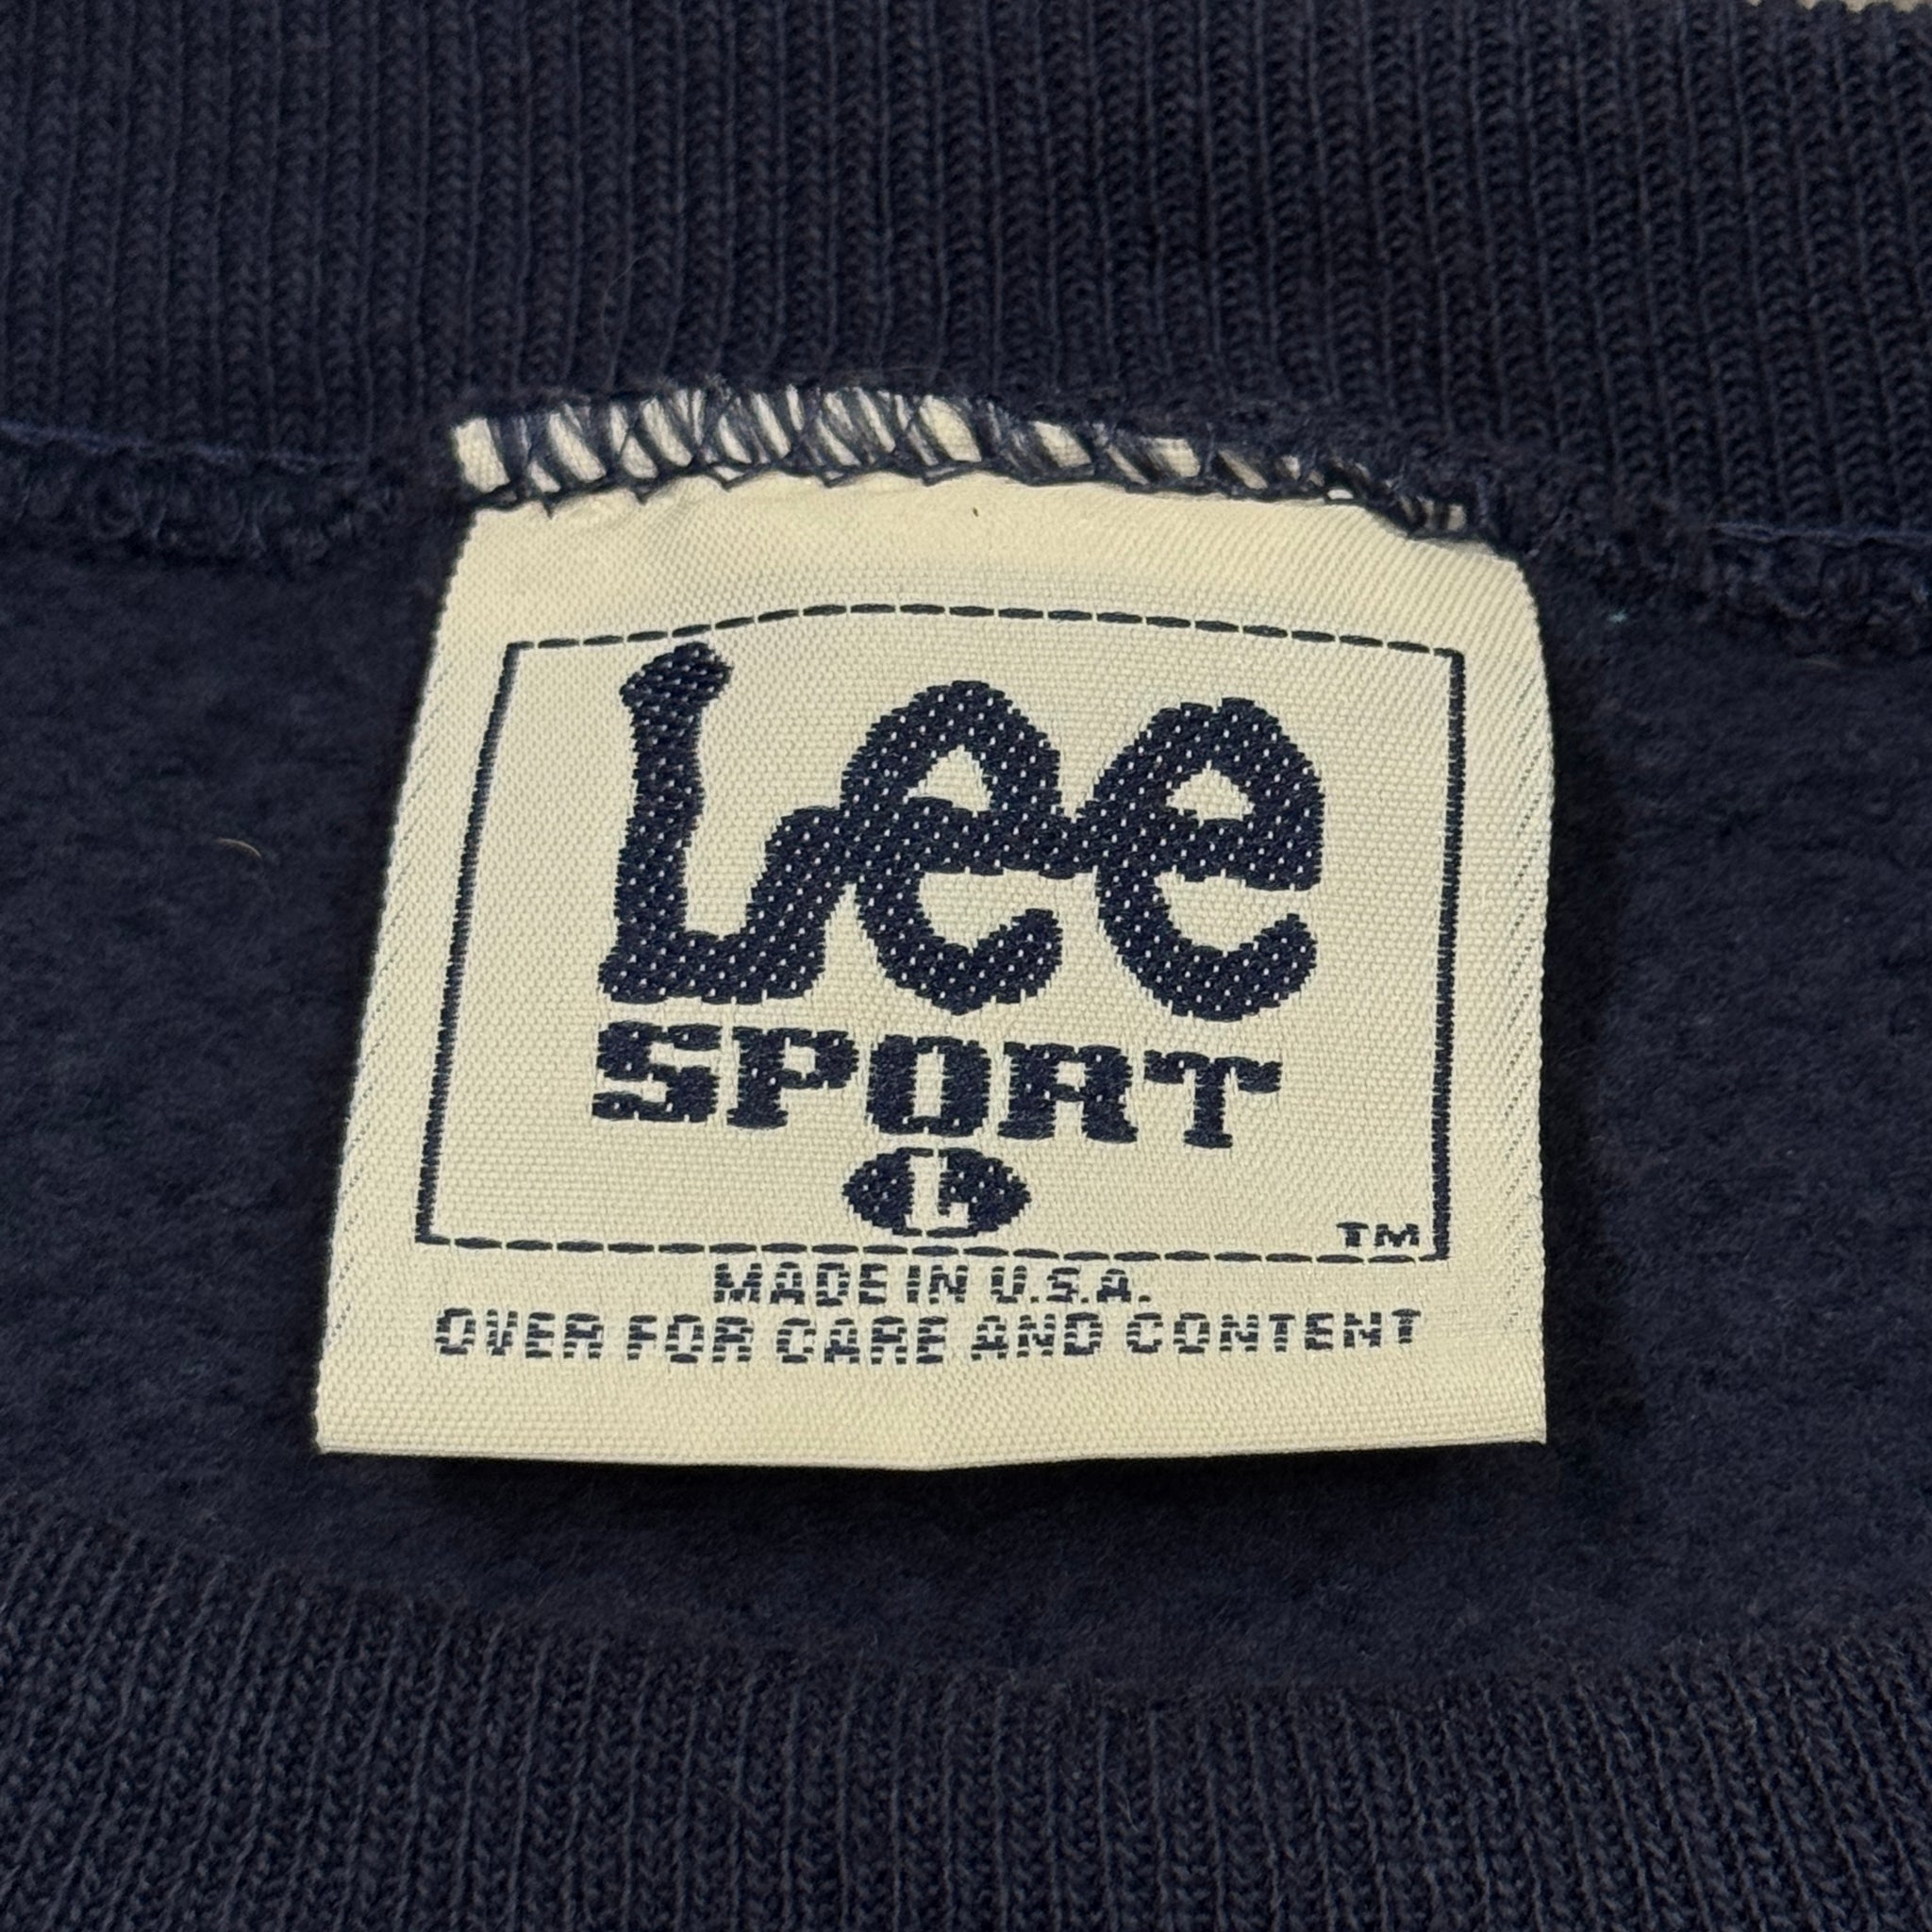 Lee
SPORT
L
TM
MADE IN U.S.A.
OVER FOR CARE AND CONTENT